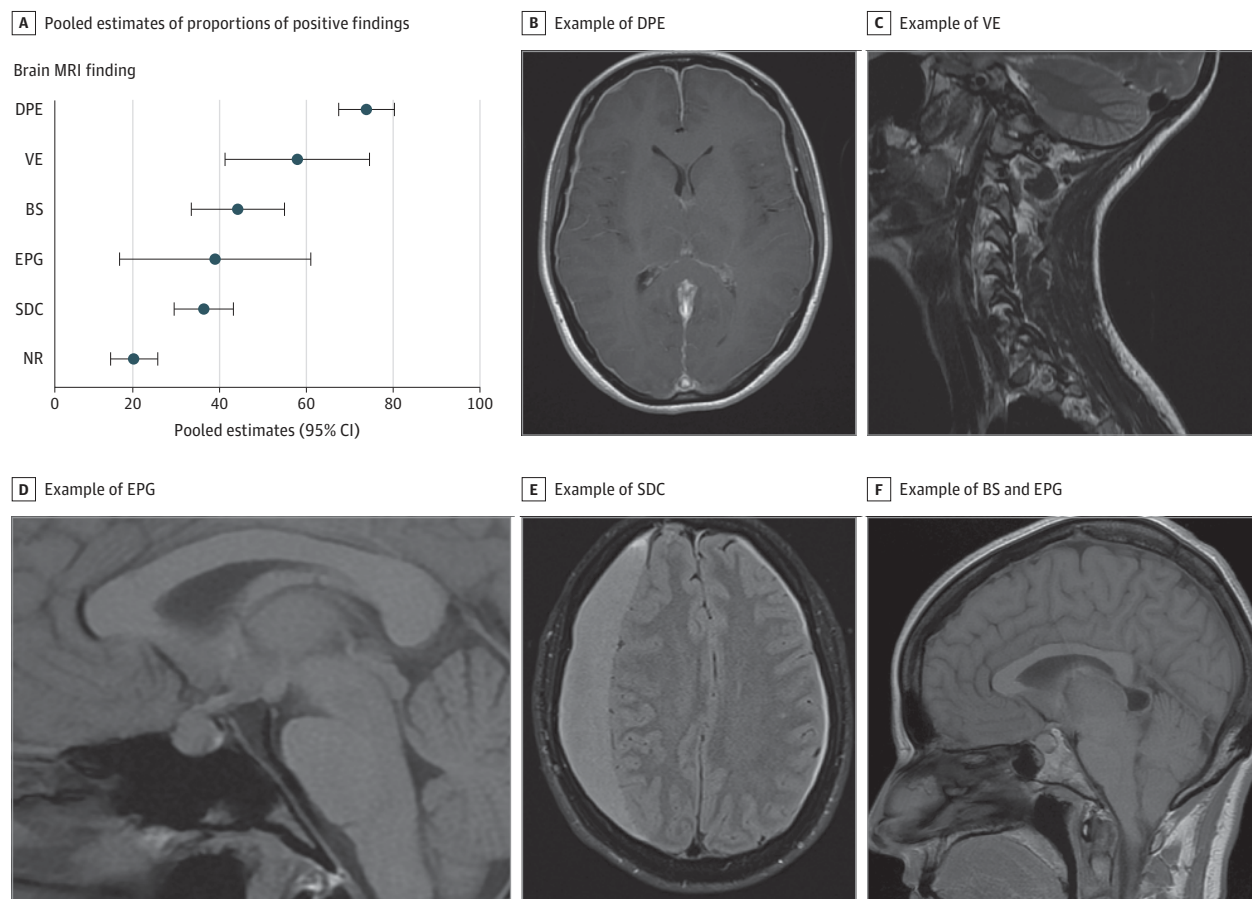 A Pooled estimates of proportions of positive findings
Brain MRI finding
DPE
VE
BS
EPG
SDC
NR
0 20 40 60 80 100
Pooled estimates (95% CI)
B Example of DPE
C Example of VE
D Example of EPG
E Example of SDC
F Example of BS and EPG